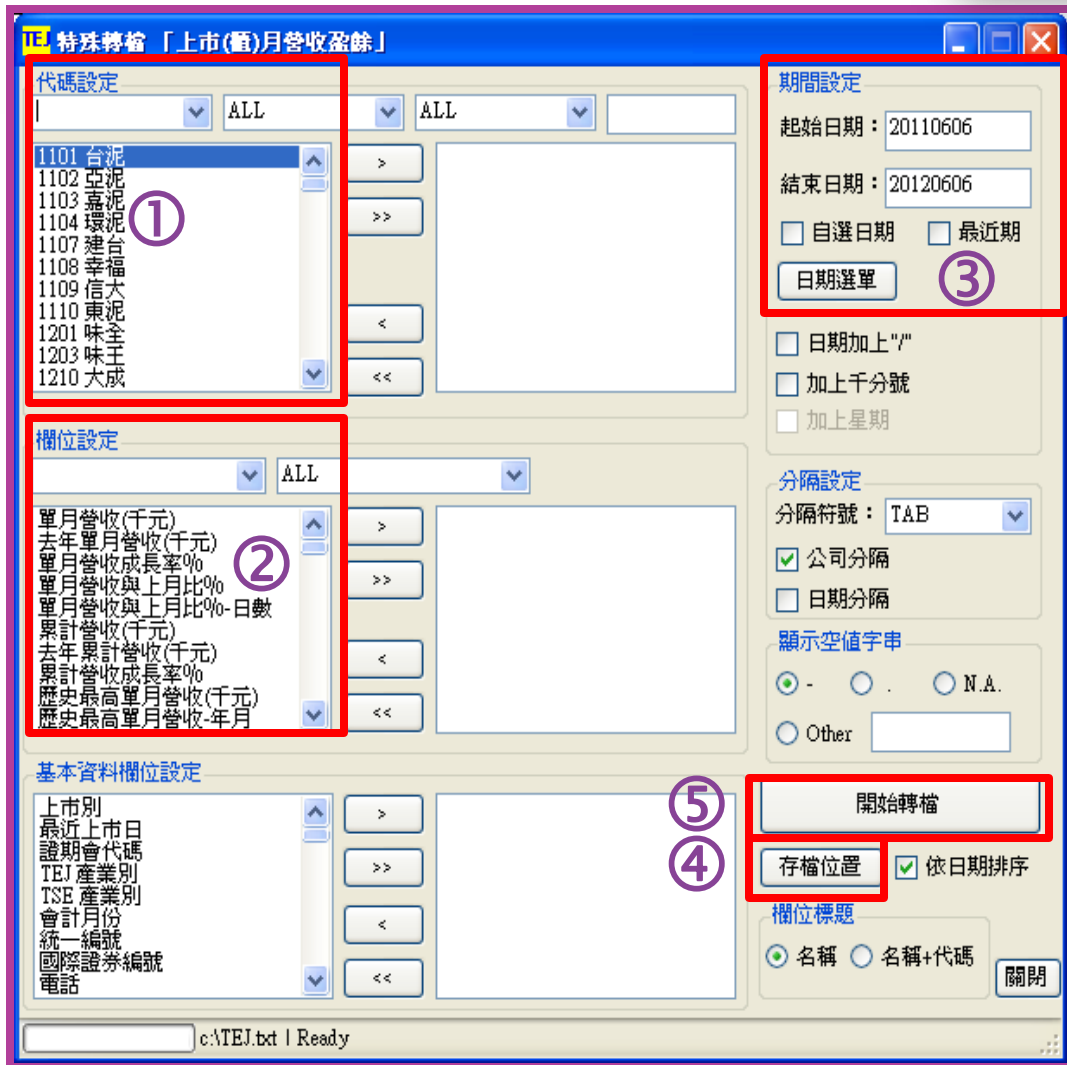 TEJ 特殊轉檔 「上市(櫃)月營收盈餘」
代碼設定
ALL
ALL
1101 台泥
1102 亞泥
1103 嘉泥
1104 環泥
1107 建台
1108 幸福
1109 信大
1110 東泥
1201 味全
1203 味王
1210 大成
①
>
>>
<
<<
期間設定
起始日期：20110606
結束日期：20120606
自選日期
最近期
日期選單
③
日期加上"/"
加上千分號
加上星期
欄位設定
ALL
單月營收(千元)
去年單月營收(千元)
單月營收成長率%
單月營收與上月比%
單月營收與上月比%-日數
累計營收(千元)
去年累計營收(千元)
累計營收成長率%
歷史最高單月營收(千元)
歷史最高單月營收-年月
②
>
>>
<
<<
分隔設定
分隔符號：TAB
公司分隔
日期分隔
顯示空值字串
-
.
N.A.
Other
基本資料欄位設定
上市別
最近上市日
證期會代碼
TEJ 產業別
TSE 產業別
會計月份
統一編號
國際證券編號
電話
>
>>
<
<<
⑤
開始轉檔
④
存檔位置
依日期排序
欄位標題
名稱
名稱+代碼
關閉
c:\TEJ.txt | Ready